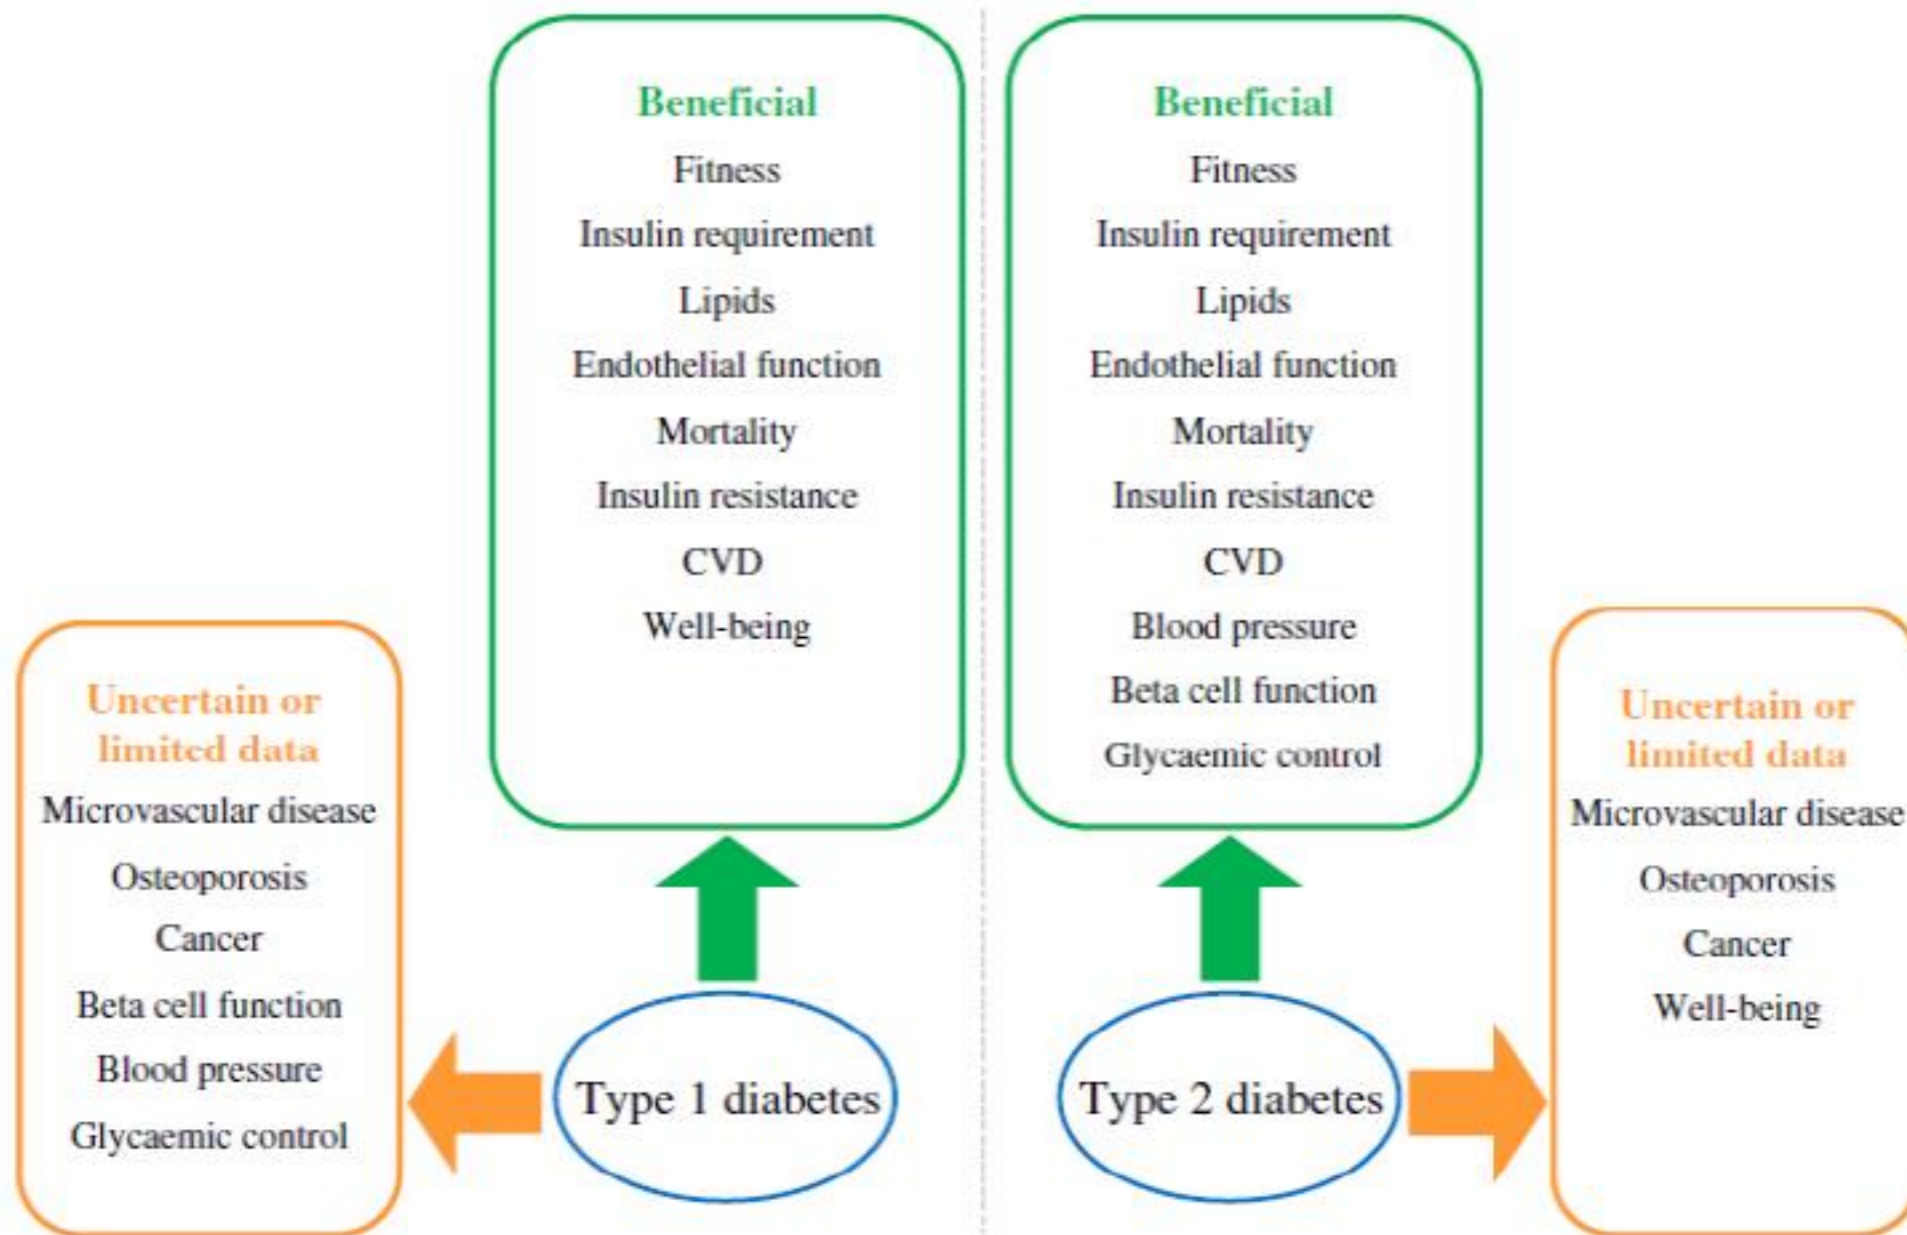 Beneficial
Fitness
Insulin requirement
Lipids
Endothelial function
Mortality
Insulin resistance
CVD
Well-being
Uncertain or
limited data
Microvascular disease
Osteoporosis
Cancer
Beta cell function
Blood pressure
Glycaemic control
Type 1 diabetes
Beneficial
Fitness
Insulin requirement
Lipids
Endothelial function
Mortality
Insulin resistance
CVD
Blood pressure
Beta cell function
Glycaemic control
Uncertain or
limited data
Microvascular disease
Osteoporosis
Cancer
Well-being
Type 2 diabetes